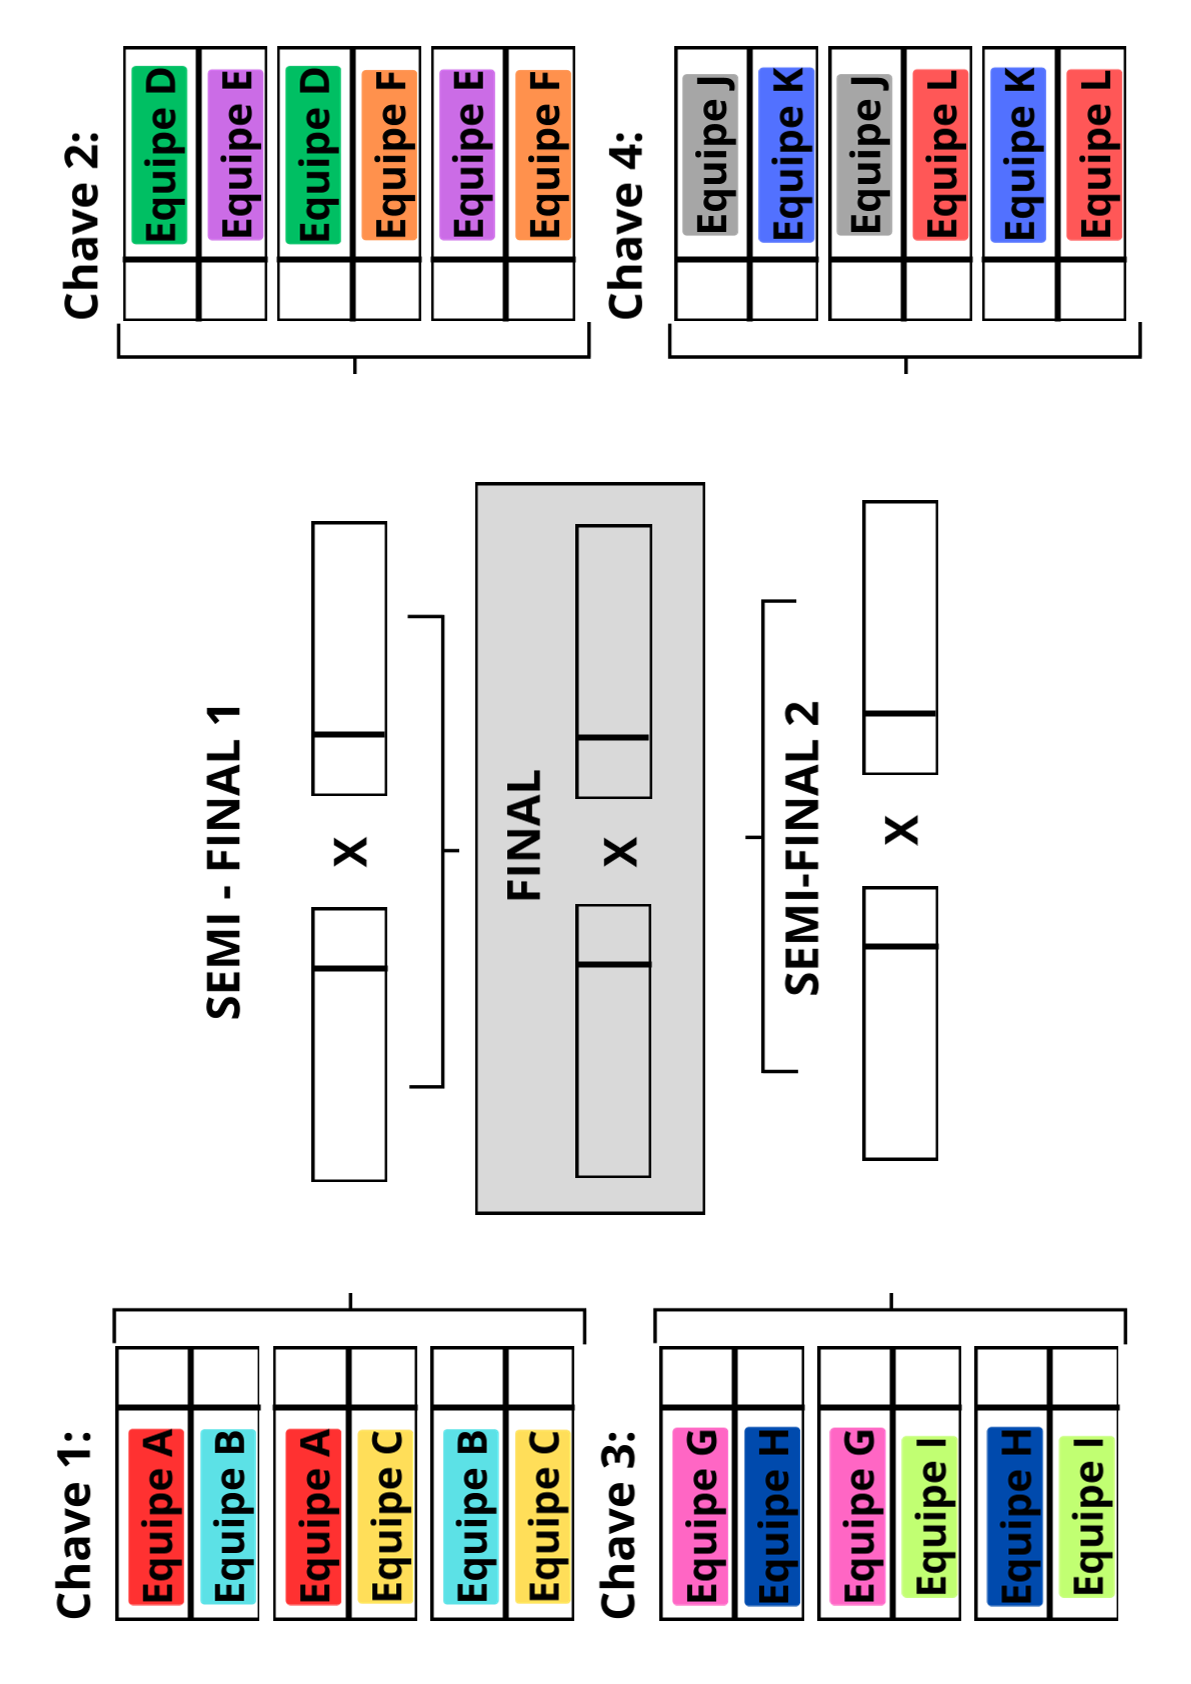 Chave 1:
Equipe A
Equipe B
Equipe A
Equipe C
Equipe B
Equipe C
Chave 2:
Equipe D
Equipe E
Equipe D
Equipe F
Equipe E
Equipe F
SEMI - FINAL 1
X
FINAL
X
SEMI-FINAL 2
X
Chave 3:
Equipe G
Equipe H
Equipe G
Equipe I
Equipe H
Equipe I
Chave 4:
Equipe J
Equipe K
Equipe J
Equipe L
Equipe K
Equipe L